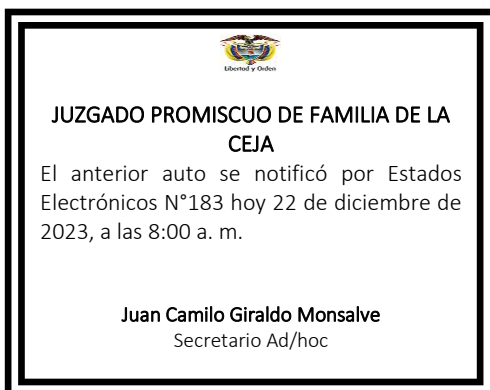 Libertad y Orden
JUZGADO PROMISCUO DE FAMILIA DE LA
CEJA
El anterior auto se notificó por Estados
Electrónicos N°183 hoy 22 de diciembre de
2023, a las 8:00 a. m.
Juan Camilo Giraldo Monsalve
Secretario Ad/hoc